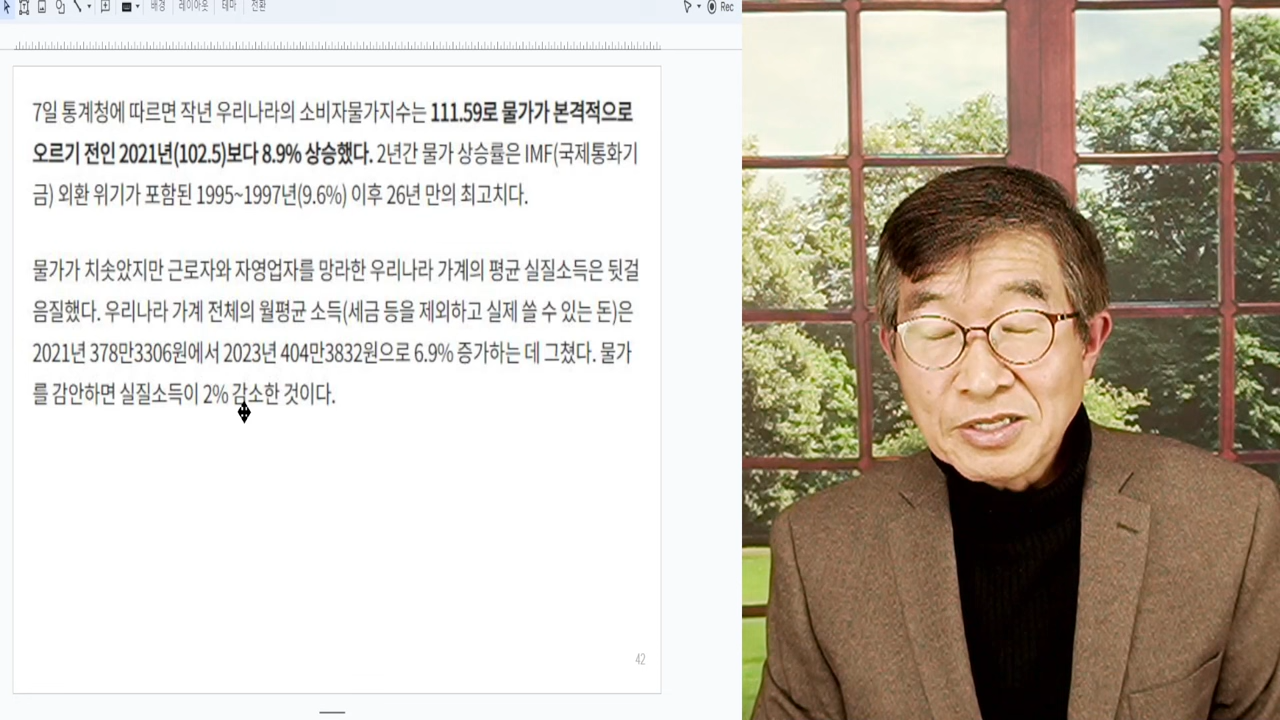 배경 레이아웃 테마 전환 Rec
7일 통계청에 따르면 작년 우리나라의 소비자물가지수는 111.59로 물가가 본격적으로
오르기 전인 2021년(102.5)보다 8.9% 상승했다. 2년간 물가 상승률은 IMF(국제통화기
금) 외환 위기가 포함된 1995~1997년(9.6%) 이후 26년 만의 최고치다.
물가가 치솟았지만 근로자와 자영업자를 망라한 우리나라 가계의 평균 실질소득은 뒷걸
음질했다. 우리나라 가계 전체의 월평균 소득(세금 등을 제외하고 실제 쓸 수 있는 돈)은
2021년 378만3306원에서 2023년 404만3832원으로 6.9% 증가하는 데 그쳤다. 물가
를 감안하면 실질소득이 2% 감소한 것이다.
42